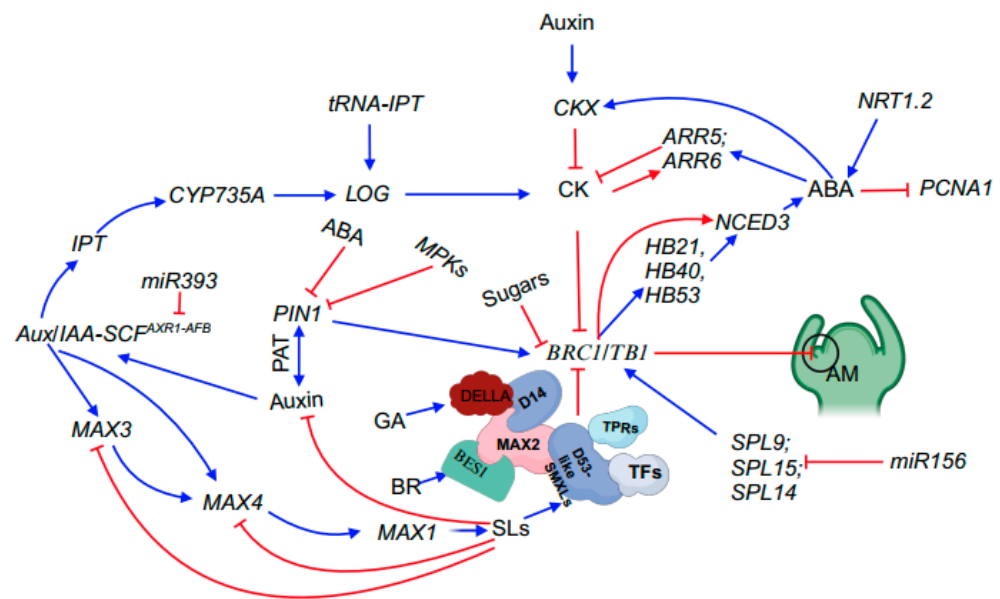 Auxin
tRNA-IPT
CKX
NRT1.2
ARR5;
ARR6
CYP735A
LOG
CK
ABA
PCNA1
ABA
MPKs
NCED3
IPT
HB21,
HB40,
HB53
miR393
Sugars
PIN1
Aux/IAA-SCF^AXR1-AFB
BRC1/TB1
PAT
AM
Auxin
DELLA
D14
GA
TPRs
MAX3
MAX2
D53-
like
SMXLs
TFs
SPL9;
SPL15;
SPL14
miR156
BES1
BR
MAX4
MAX1
SLs